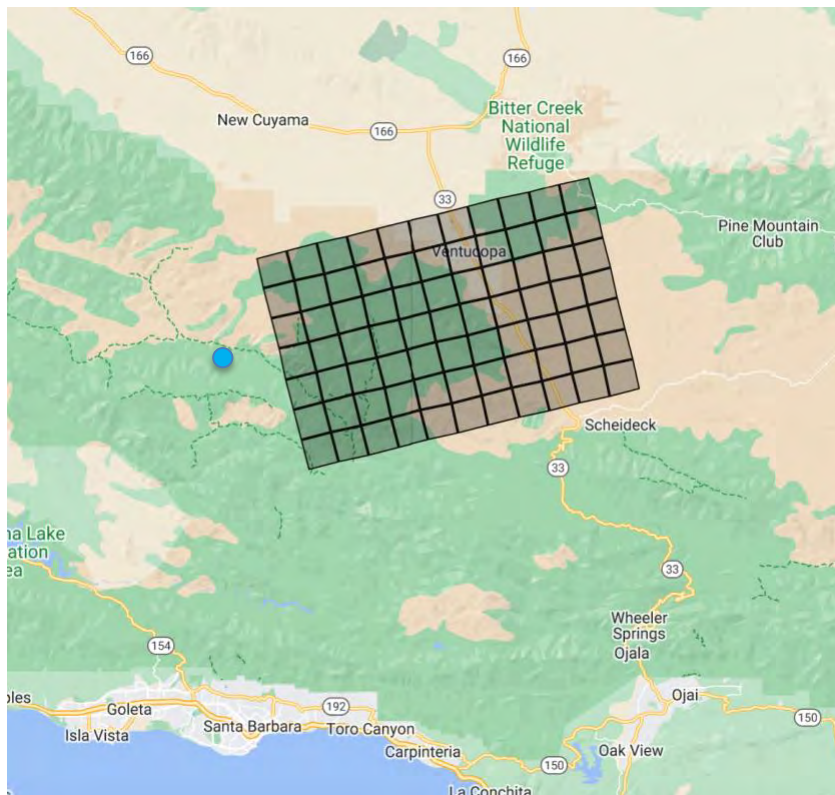 166
166
New Cuyama
166
Bitter Creek
National
Wildlife
Refuge
33
Pine Mountain
Club
Ventucopa
Scheideck
33
na Lake
ation
ea
33
Wheeler
Springs
Ojala
154
Ojai
oles
Goleta
192
150
Isla Vista
Santa Barbara
Toro Canyon
Carpinteria
150
Oak View
La Conchita